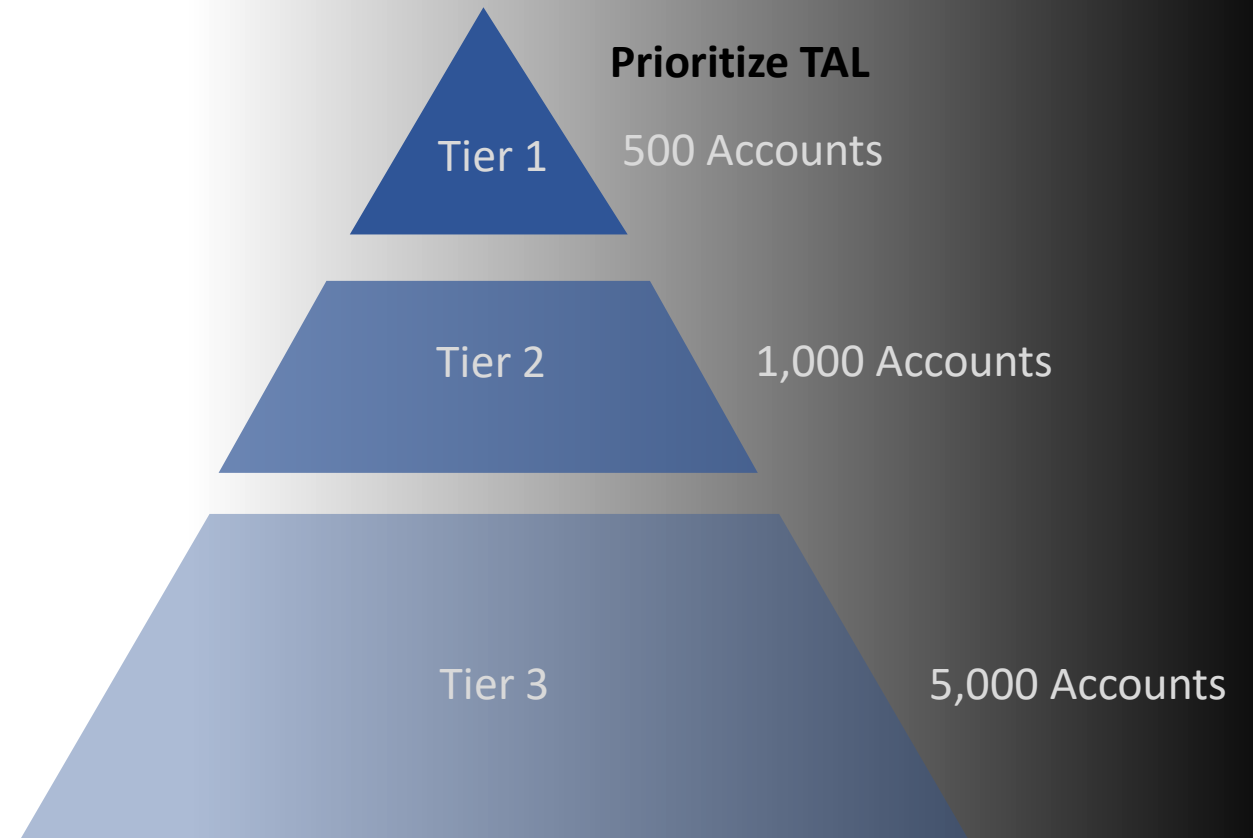 Prioritize TAL
Tier 1
500 Accounts
Tier 2
1,000 Accounts
Tier 3
5,000 Accounts